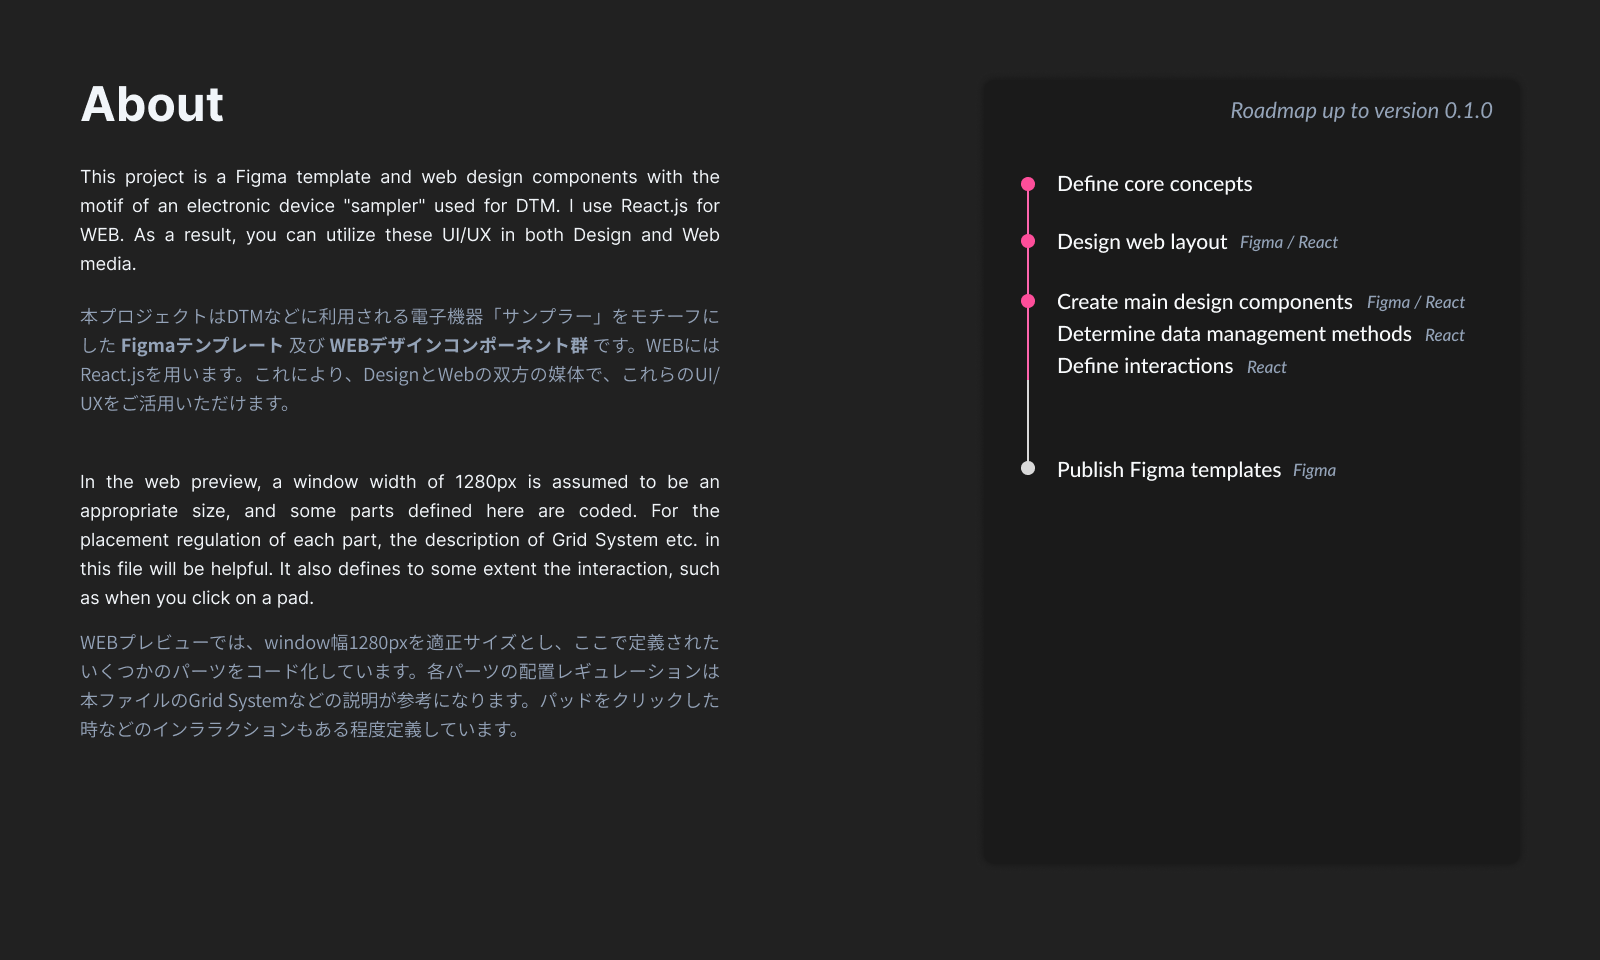 About
This project is a Figma template and web design components with the
motif of an electronic device "sampler" used for DTM. I use React.js for
WEB. As a result, you can utilize these UI/UX in both Design and Web
media.
本プロジェクトはDTMなどに利用される電子機器「サンプラー」をモチーフに
した Figmaテンプレート 及び WEBデザインコンポーネント群 です。WEBには
React.jsを用います。これにより、DesignとWebの双方の媒体で、これらのUI/
UXをご活用いただけます。
In the web preview, a window width of 1280px is assumed to be an
appropriate size, and some parts defined here are coded. For the
placement regulation of each part, the description of Grid System etc. in
this file will be helpful. It also defines to some extent the interaction, such
as when you click on a pad.
WEBプレビューでは、window幅1280pxを適正サイズとし、ここで定義された
いくつかのパーツをコード化しています。各パーツの配置レギュレーションは
本ファイルのGrid Systemなどの説明が参考になります。パッドをクリックした
時などのインララクションもある程度定義しています。
Roadmap up to version 0.1.0
Define core concepts
Design web layout Figma / React
Create main design components Figma / React
Determine data management methods React
Define interactions React
Publish Figma templates Figma